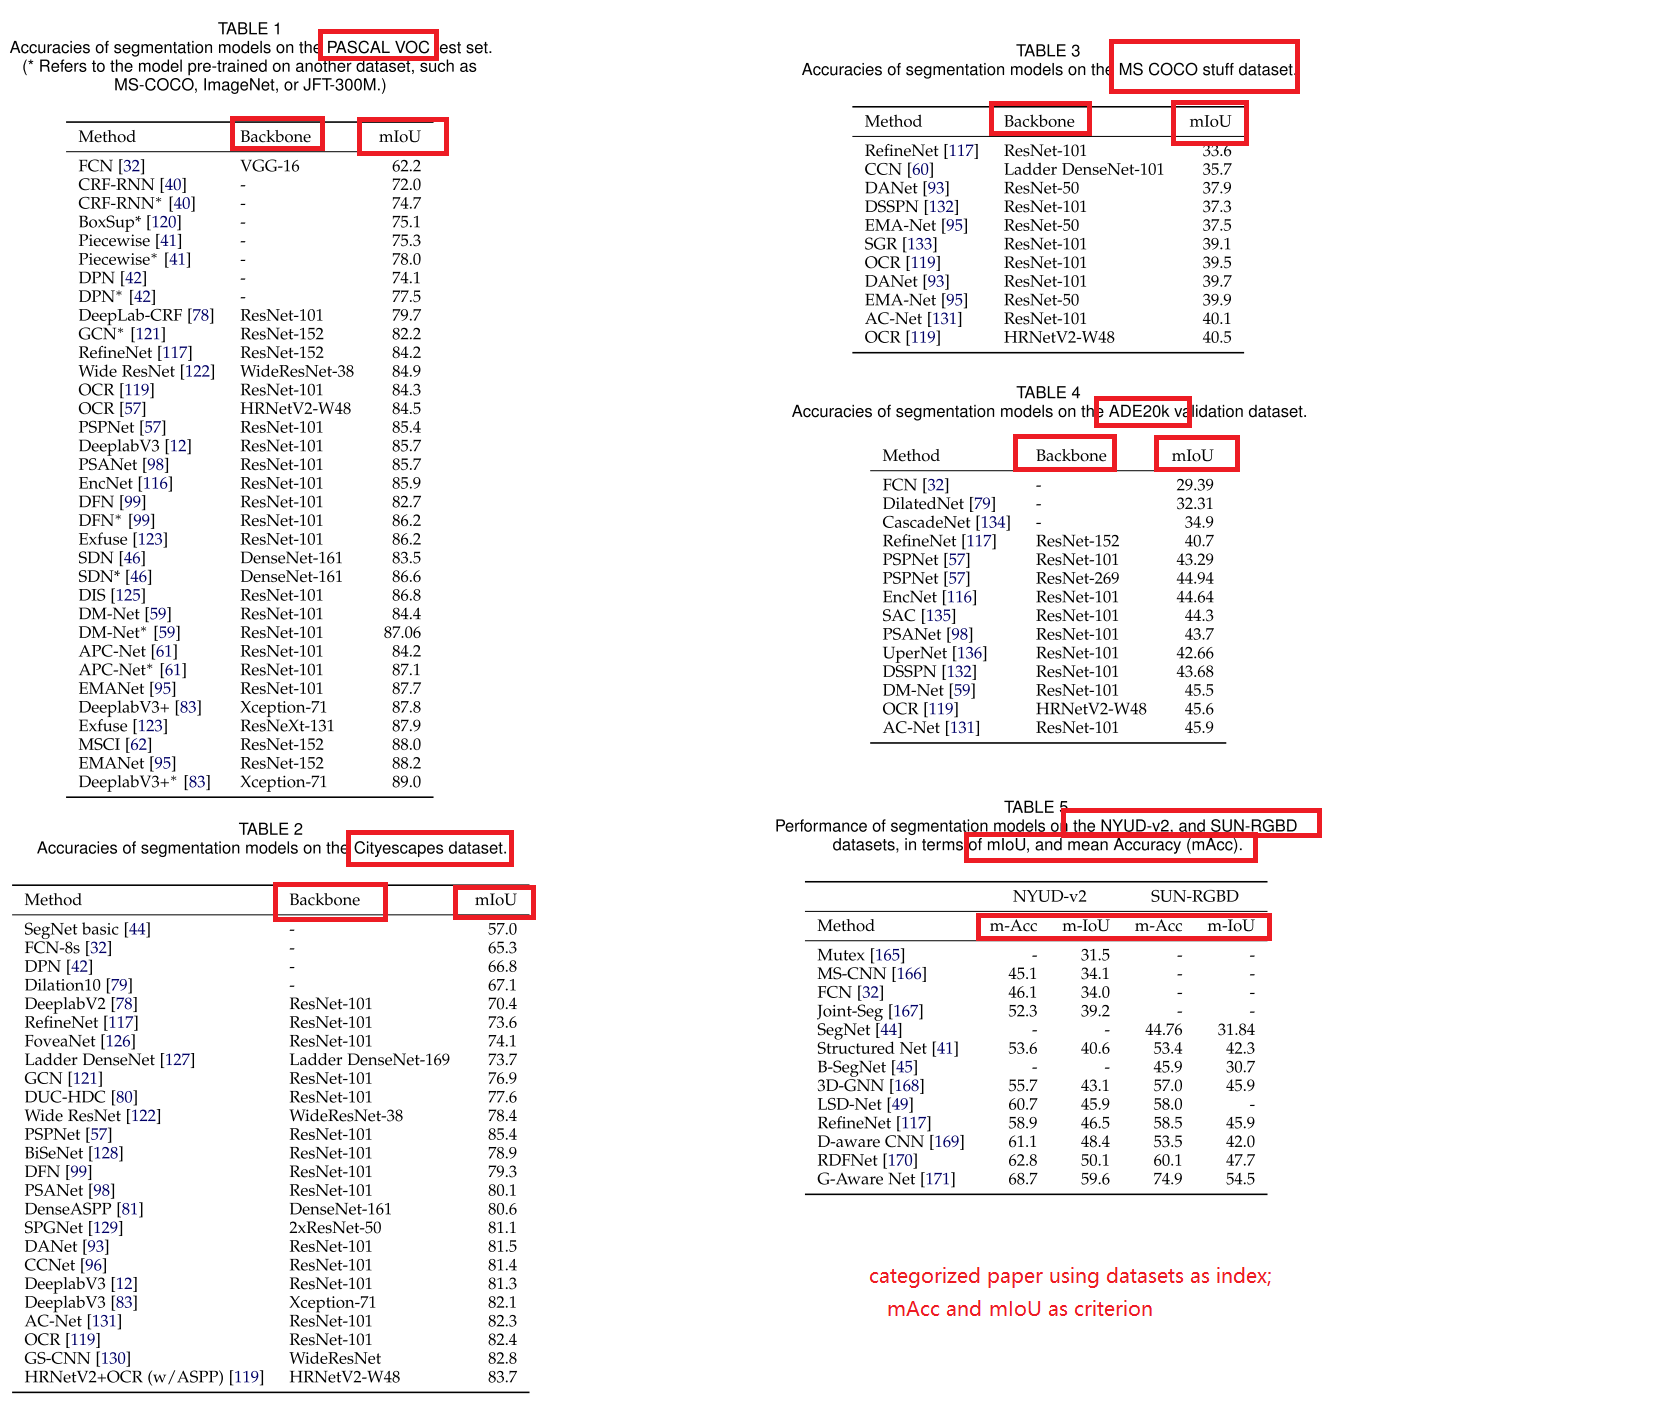 TABLE 1
Accuracies of segmentation models on the PASCAL VOC test set.
(* Refers to the model pre-trained on another dataset, such as
MS-COCO, ImageNet, or JFT-300M.)
Method Backbone mIoU
FCN [32] VGG-16 62.2
CRF-RNN [40] - 72.0
CRF-RNN* [40] - 74.7
BoxSup* [120] - 75.1
Piecewise [41] - 75.3
Piecewise* [41] - 78.0
DPN [42] - 74.1
DPN* [42] - 77.5
DeepLab-CRF [78] ResNet-101 79.7
GCN* [121] ResNet-152 82.2
RefineNet [117] ResNet-152 84.2
Wide ResNet [122] WideResNet-38 84.9
OCR [119] ResNet-101 84.3
OCR [57] HRNetV2-W48 84.5
PSPNet [57] ResNet-101 85.4
DeeplabV3 [12] ResNet-101 85.7
PSANet [98] ResNet-101 85.7
EncNet [116] ResNet-101 85.9
DFN [99] ResNet-101 82.7
DFN* [99] ResNet-101 86.2
Exfuse [123] ResNet-101 86.2
SDN [46] DenseNet-161 83.5
SDN* [46] DenseNet-161 86.6
DIS [125] ResNet-101 86.8
DM-Net [59] ResNet-101 84.4
DM-Net* [59] ResNet-101 87.06
APC-Net [61] ResNet-101 84.2
APC-Net* [61] ResNet-101 87.1
EMANet [95] ResNet-101 87.7
DeeplabV3+ [83] Xception-71 87.8
Exfuse [123] ResNeXt-131 87.9
MSCI [62] ResNet-152 88.0
EMANet [95] ResNet-152 88.2
DeeplabV3+* [83] Xception-71 89.0
TABLE 2
Accuracies of segmentation models on the Cityescapes dataset.
Method Backbone mIoU
SegNet basic [44] - 57.0
FCN-8s [32] - 65.3
DPN [42] - 66.8
Dilation10 [79] - 67.1
DeeplabV2 [78] ResNet-101 70.4
RefineNet [117] ResNet-101 73.6
FoveaNet [126] ResNet-101 74.1
Ladder DenseNet [127] Ladder DenseNet-169 73.7
GCN [121] ResNet-101 76.9
DUC-HDC [80] ResNet-101 77.6
Wide ResNet [122] WideResNet-38 78.4
PSPNet [57] ResNet-101 85.4
BiSeNet [128] ResNet-101 78.9
DFN [99] ResNet-101 79.3
PSANet [98] ResNet-101 80.1
DenseASPP [81] DenseNet-161 80.6
SPGNet [129] 2xResNet-50 81.1
DANet [93] ResNet-101 81.5
CCNet [96] ResNet-101 81.4
DeeplabV3 [12] ResNet-101 81.3
DeeplabV3 [83] Xception-71 82.1
AC-Net [131] ResNet-101 82.3
OCR [119] ResNet-101 82.4
GS-CNN [130] WideResNet 82.8
HRNetV2+OCR (w/ASPP) [119] HRNetV2-W48 83.7
TABLE 3
Accuracies of segmentation models on the MS COCO stuff dataset.
Method Backbone mIoU
RefineNet [117] ResNet-101 33.6
CCN [60] Ladder DenseNet-101 35.7
DANet [93] ResNet-50 37.9
DSSPN [132] ResNet-101 37.3
EMA-Net [95] ResNet-50 37.5
SGR [133] ResNet-101 39.1
OCR [119] ResNet-101 39.5
DANet [93] ResNet-101 39.7
EMA-Net [95] ResNet-50 39.9
AC-Net [131] ResNet-101 40.1
OCR [119] HRNetV2-W48 40.5
TABLE 4
Accuracies of segmentation models on the ADE20k validation dataset.
Method Backbone mIoU
FCN [32] - 29.39
DilatedNet [79] - 32.31
CascadeNet [134] - 34.9
RefineNet [117] ResNet-152 40.7
PSPNet [57] ResNet-101 43.29
PSPNet [57] ResNet-269 44.94
EncNet [116] ResNet-101 44.64
SAC [135] ResNet-101 44.3
PSANet [98] ResNet-101 43.7
UperNet [136] ResNet-101 42.66
DSSPN [132] ResNet-101 43.68
DM-Net [59] ResNet-101 45.5
OCR [119] HRNetV2-W48 45.6
AC-Net [131] ResNet-101 45.9
TABLE 5
Performance of segmentation models on the NYUD-v2, and SUN-RGBD
datasets, in terms of mIoU, and mean Accuracy (mAcc).
NYUD-v2 SUN-RGBD
Method m-Acc m-IoU m-Acc m-IoU
Mutex [165] - 31.5 - -
MS-CNN [166] 45.1 34.1 - -
FCN [32] 46.1 34.0 - -
Joint-Seg [167] 52.3 39.2 - -
SegNet [44] - - 44.76 31.84
Structured Net [41] 53.6 40.6 53.4 42.3
B-SegNet [45] - - 45.9 30.7
3D-GNN [168] 55.7 43.1 57.0 45.9
LSD-Net [49] 60.7 45.9 58.0 -
RefineNet [117] 58.9 46.5 58.5 45.9
D-aware CNN [169] 61.1 48.4 53.5 42.0
RDFNet [170] 62.8 50.1 60.1 47.7
G-Aware Net [171] 68.7 59.6 74.9 54.5
categorized paper using datasets as index;
mAcc and mIoU as criterion